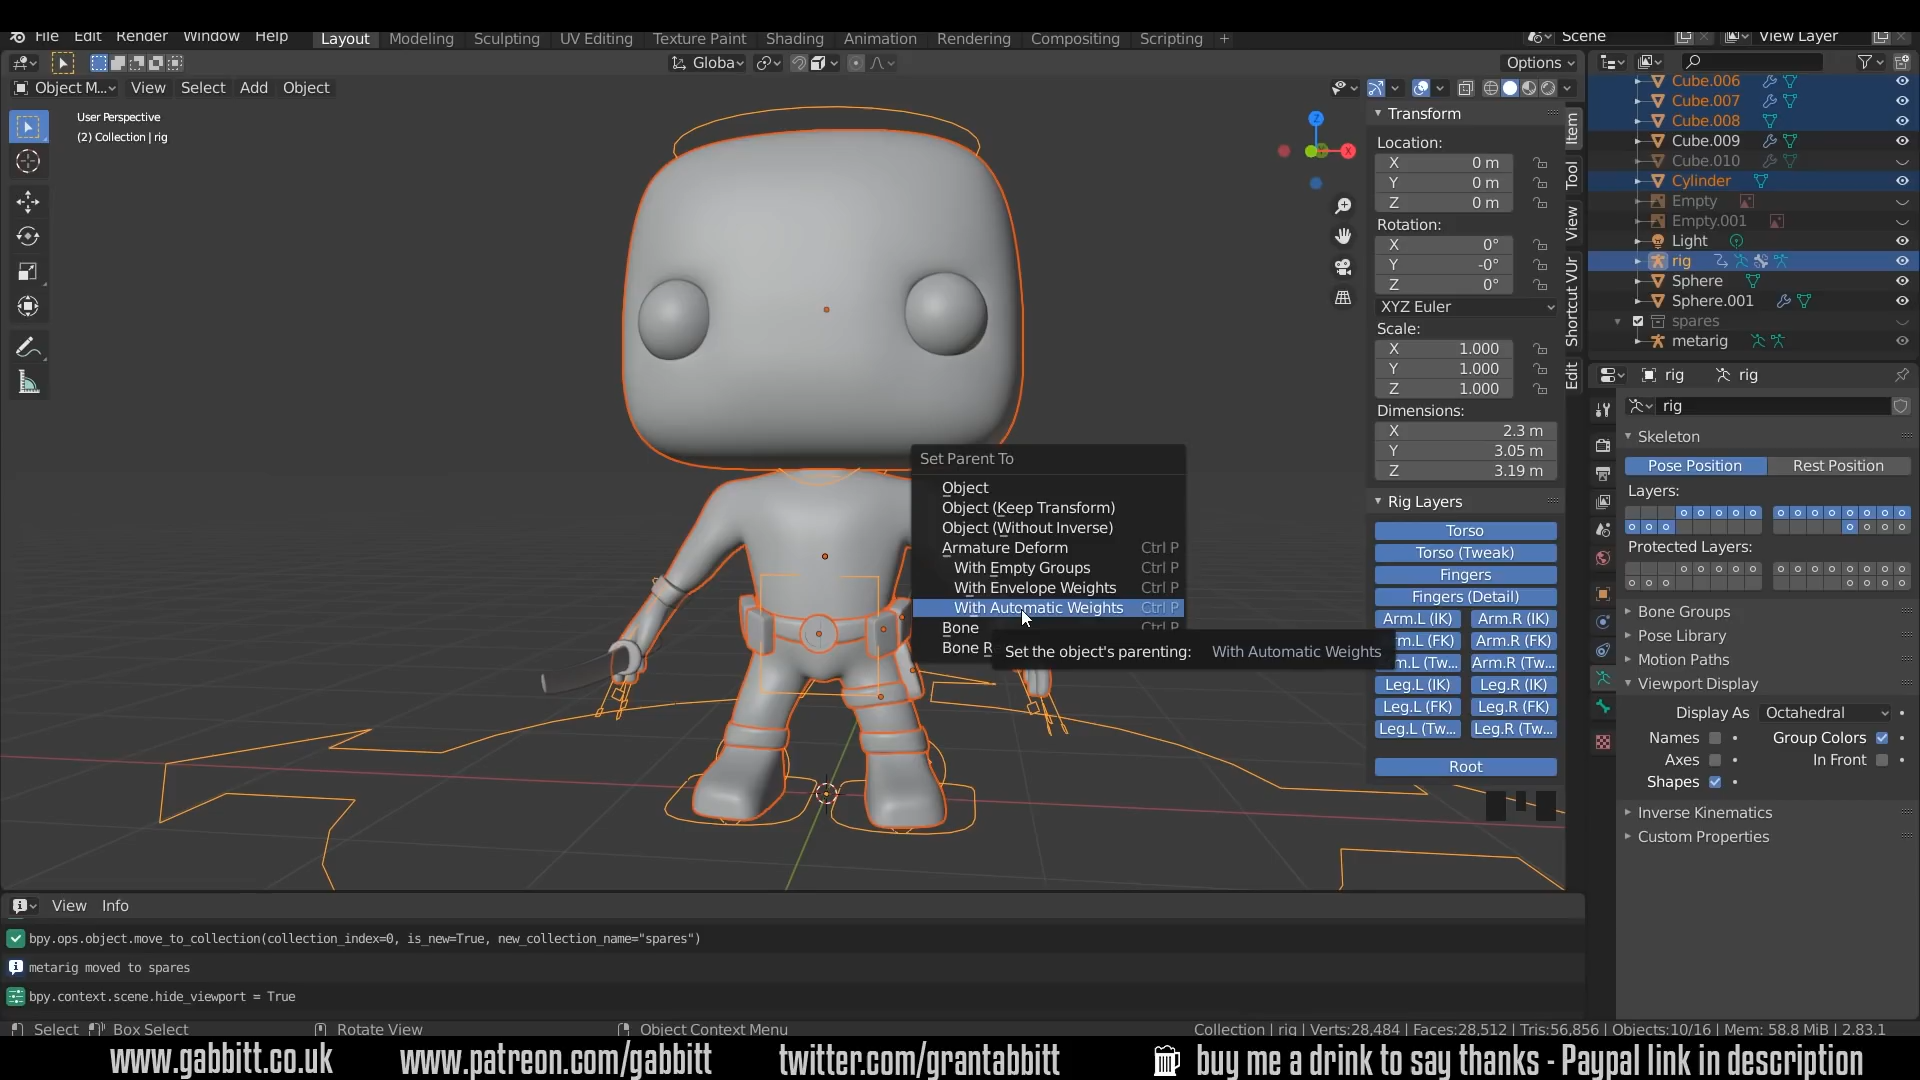 File Edit Render Window Help
Layout Modeling Sculpting UV Editing Texture Paint Shading Animation Rendering Compositing Scripting +
Scene
View Layer
Globa
Options
Object M... View Select Add Object
User Perspective
(2) Collection | rig
Z
X
Transform
Location:
X 0 m
Y 0 m
Z 0 m
Rotation:
X 0°
Y -0°
Z 0°
XYZ Euler
Scale:
X 1.000
Y 1.000
Z 1.000
Dimensions:
X 2.3 m
Y 3.05 m
Z 3.19 m
Rig Layers
Torso
Torso (Tweak)
Fingers
Fingers (Detail)
Arm.L (IK) Arm.R (IK)
rm.L (FK) Arm.R (FK)
m.L (Tw... Arm.R (Tw...
Leg.L (IK) Leg.R (IK)
Leg.L (FK) Leg.R (FK)
Leg.L (Tw... Leg.R (Tw...
Root
Item
Tool
View
Shortcut VUr
Edit
Set Parent To
Object
Object (Keep Transform)
Object (Without Inverse)
Armature Deform Ctrl P
With Empty Groups Ctrl P
With Envelope Weights Ctrl P
With Automatic Weights Ctrl P
Bone Ctrl P
Bone R
Set the object's parenting: With Automatic Weights
Cube.006
Cube.007
Cube.008
Cube.009
Cube.010
Cylinder
Empty
Empty.001
Light
rig
Sphere
Sphere.001
spares
metarig
rig rig
rig
Skeleton
Pose Position Rest Position
Layers:
Protected Layers:
Bone Groups
Pose Library
Motion Paths
Viewport Display
Display As Octahedral
Names Group Colors
Axes In Front
Shapes
Inverse Kinematics
Custom Properties
View Info
bpy.ops.object.move_to_collection(collection_index=0, is_new=True, new_collection_name="spares")
metarig moved to spares
bpy.context.scene.hide_viewport = True
Select Box Select Rotate View Object Context Menu
Collection | rig | Verts:28,484 | Faces:28,512 | Tris:56,856 | Objects:10/16 | Mem: 58.8 MiB | 2.83.1
www.gabbitt.co.uk www.patreon.com/gabbitt twitter.com/grantabbitt buy me a drink to say thanks - Paypal link in description